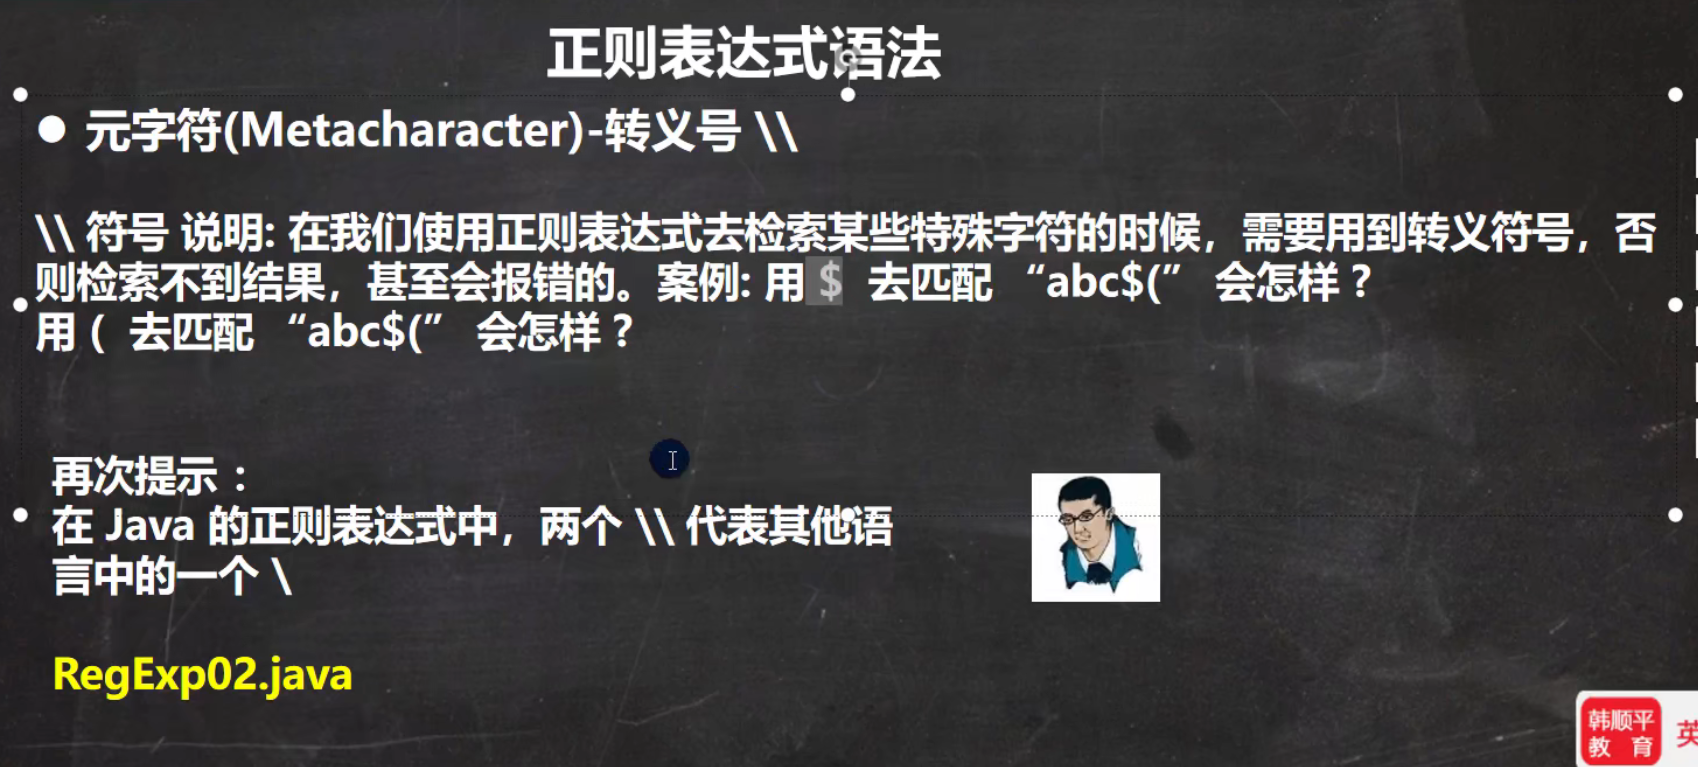 正则表达式语法
● 元字符(Metacharacter)-转义号 \\
\\ 符号 说明: 在我们使用正则表达式去检索某些特殊字符的时候，需要用到转义符号，否
则检索不到结果，甚至会报错的。案例: 用 $ 去匹配 “abc$(” 会怎样？
用 ( 去匹配 “abc$(” 会怎样？
再次提示：
在 Java 的正则表达式中，两个 \\ 代表其他语
言中的一个 \
RegExp02.java
韩顺平
教 育
英